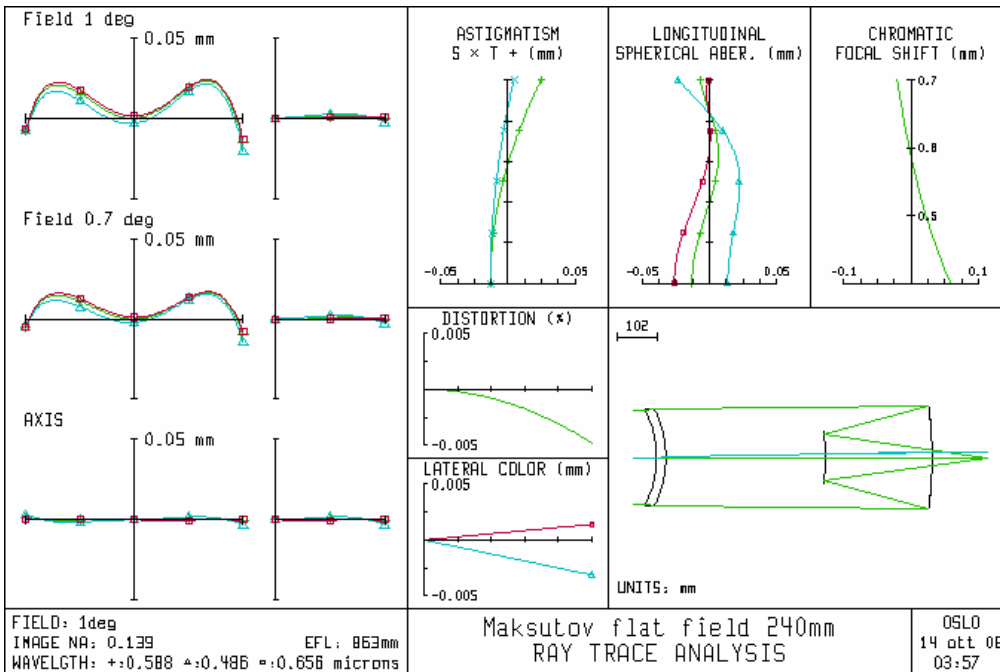 Field 1 deg
0.05 mm
Field 0.7 deg
0.05 mm
AXIS
0.05 mm
ASTIGMATISM
S × T + (mm)
-0.05
0.05
LONGITUDINAL
SPHERICAL ABER. (mm)
-0.05
0.05
CHROMATIC
FOCAL SHIFT (mm)
0.7
0.6
0.5
-0.1
0.1
DISTORTION (%)
0.005
-0.005
LATERAL COLOR (mm)
0.005
-0.005
102
UNITS: mm
FIELD: 1deg
IMAGE NA: 0.139
EFL: 863mm
WAVELGTH: +:0.588 ▵:0.486 ▫:0.656 microns
Maksutov flat field 240mm
RAY TRACE ANALYSIS
OSLO
14 ott 06
03:57